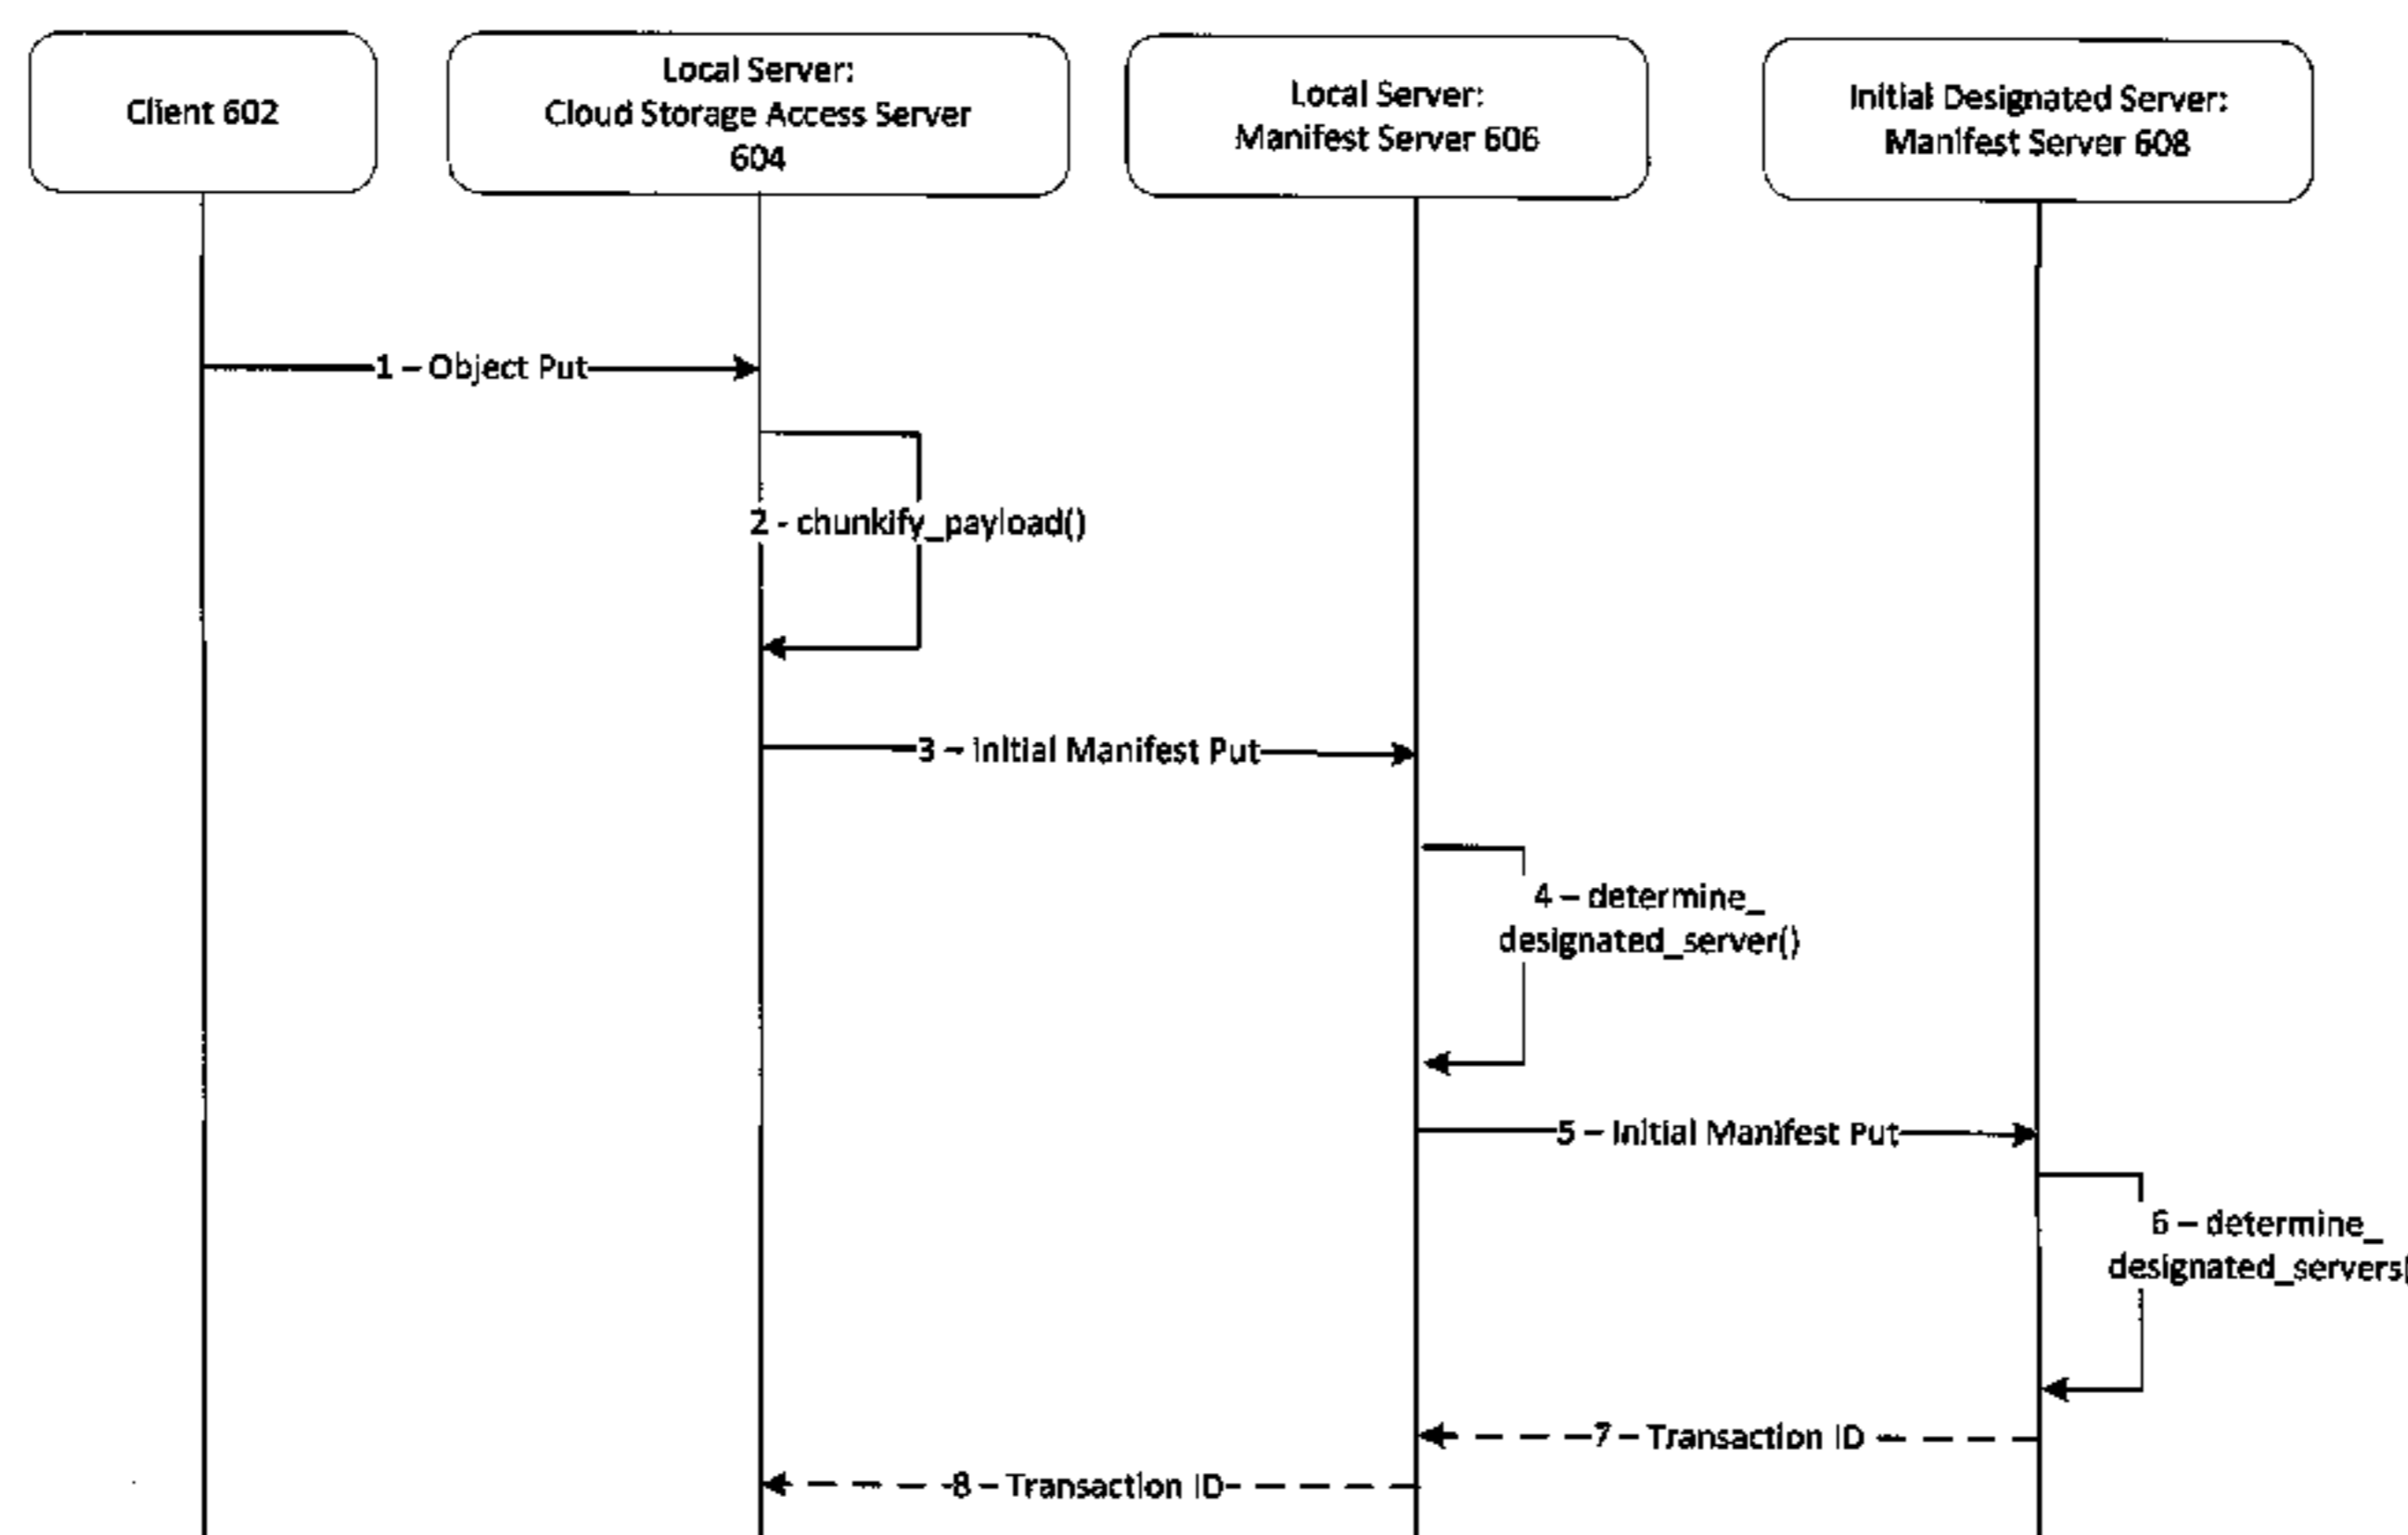 Client 602
Local Server:
Cloud Storage Access Server
604
Local Server:
Manifest Server 606
Initial Designated Server:
Manifest Server 608
1 – Object Put
2 - chunkify_payload()
3 – Initial Manifest Put
4 – determine_
designated_server()
5 – Initial Manifest Put
6 – determine_
designated_servers(
7 – Transaction ID
8 – Transaction ID